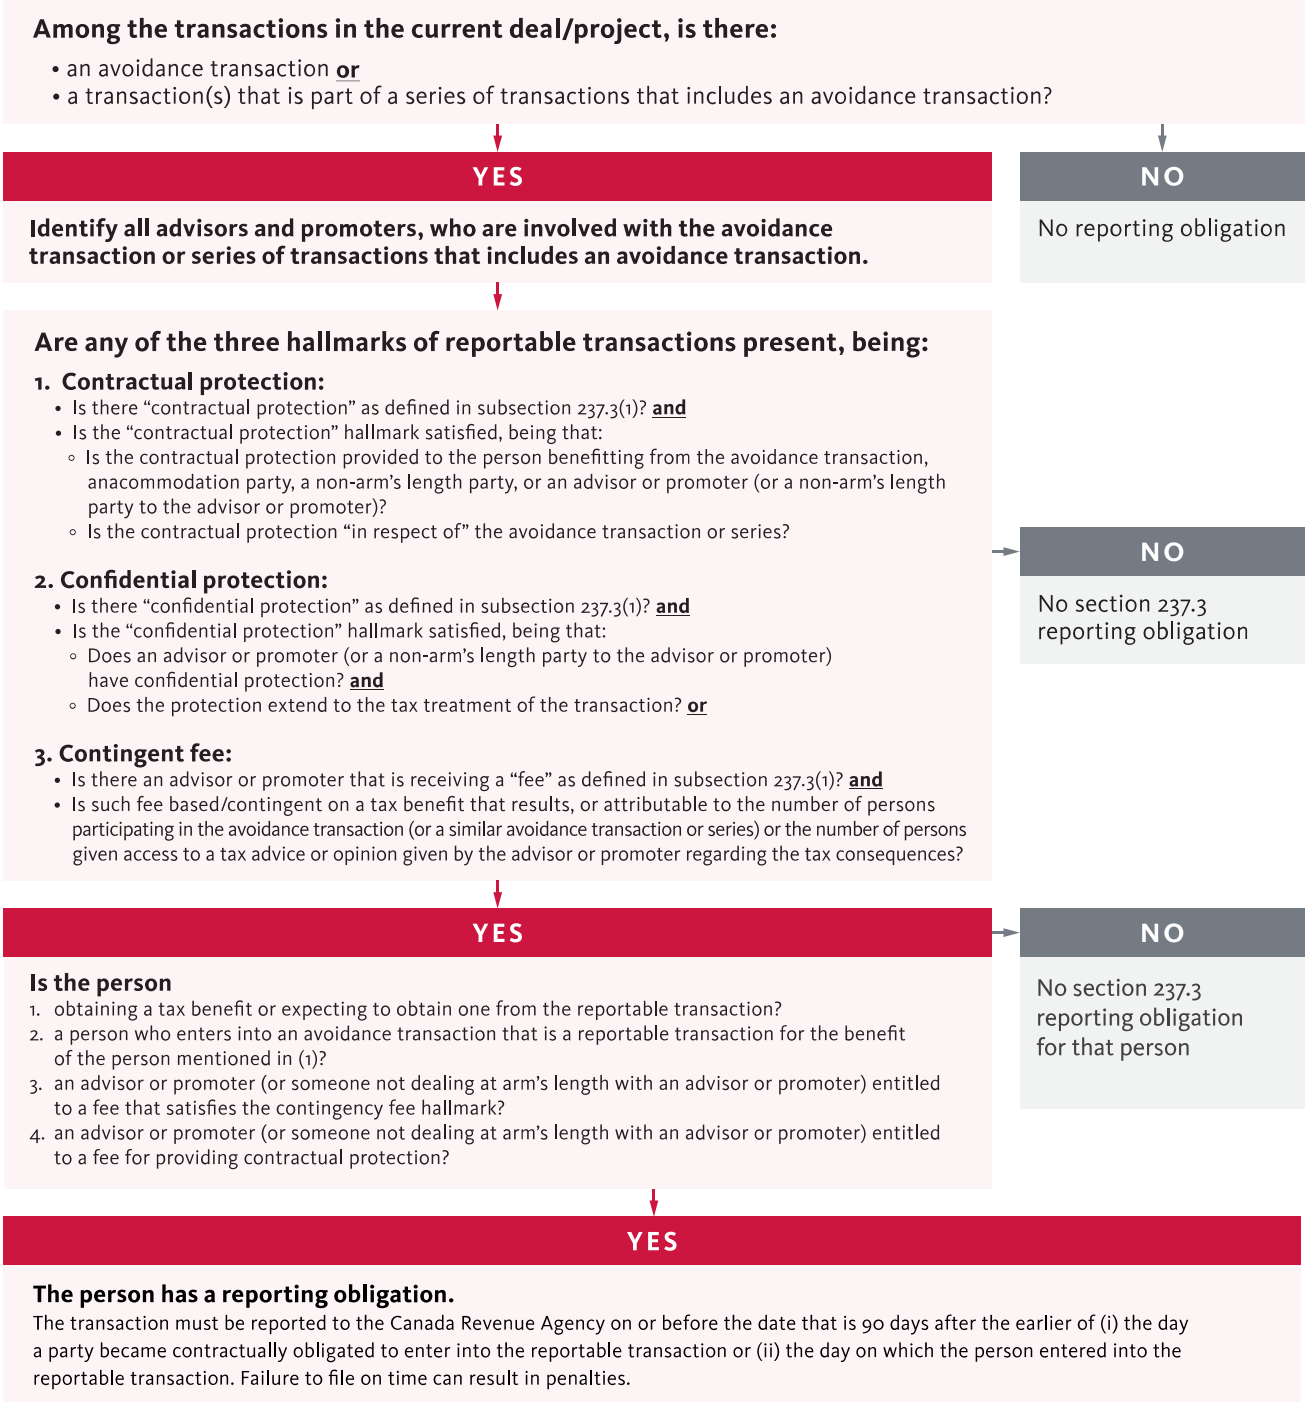 Among the transactions in the current deal/project, is there:
• an avoidance transaction or
• a transaction(s) that is part of a series of transactions that includes an avoidance transaction?
YES
Identify all advisors and promoters, who are involved with the avoidance
transaction or series of transactions that includes an avoidance transaction.
NO
No reporting obligation
Are any of the three hallmarks of reportable transactions present, being:
1. Contractual protection:
• Is there “contractual protection” as defined in subsection 237.3(1)? and
• Is the “contractual protection” hallmark satisfied, being that:
◦ Is the contractual protection provided to the person benefitting from the avoidance transaction,
anacommodation party, a non-arm’s length party, or an advisor or promoter (or a non-arm’s length
party to the advisor or promoter)?
◦ Is the contractual protection “in respect of” the avoidance transaction or series?
2. Confidential protection:
• Is there “confidential protection” as defined in subsection 237.3(1)? and
• Is the “confidential protection” hallmark satisfied, being that:
◦ Does an advisor or promoter (or a non-arm’s length party to the advisor or promoter)
have confidential protection? and
◦ Does the protection extend to the tax treatment of the transaction? or
3. Contingent fee:
• Is there an advisor or promoter that is receiving a “fee” as defined in subsection 237.3(1)? and
• Is such fee based/contingent on a tax benefit that results, or attributable to the number of persons
participating in the avoidance transaction (or a similar avoidance transaction or series) or the number of persons
given access to a tax advice or opinion given by the advisor or promoter regarding the tax consequences?
NO
No section 237.3
reporting obligation
YES
Is the person
1. obtaining a tax benefit or expecting to obtain one from the reportable transaction?
2. a person who enters into an avoidance transaction that is a reportable transaction for the benefit
of the person mentioned in (1)?
3. an advisor or promoter (or someone not dealing at arm’s length with an advisor or promoter) entitled
to a fee that satisfies the contingency fee hallmark?
4. an advisor or promoter (or someone not dealing at arm’s length with an advisor or promoter) entitled
to a fee for providing contractual protection?
NO
No section 237.3
reporting obligation
for that person
YES
The person has a reporting obligation.
The transaction must be reported to the Canada Revenue Agency on or before the date that is 90 days after the earlier of (i) the day
a party became contractually obligated to enter into the reportable transaction or (ii) the day on which the person entered into the
reportable transaction. Failure to file on time can result in penalties.